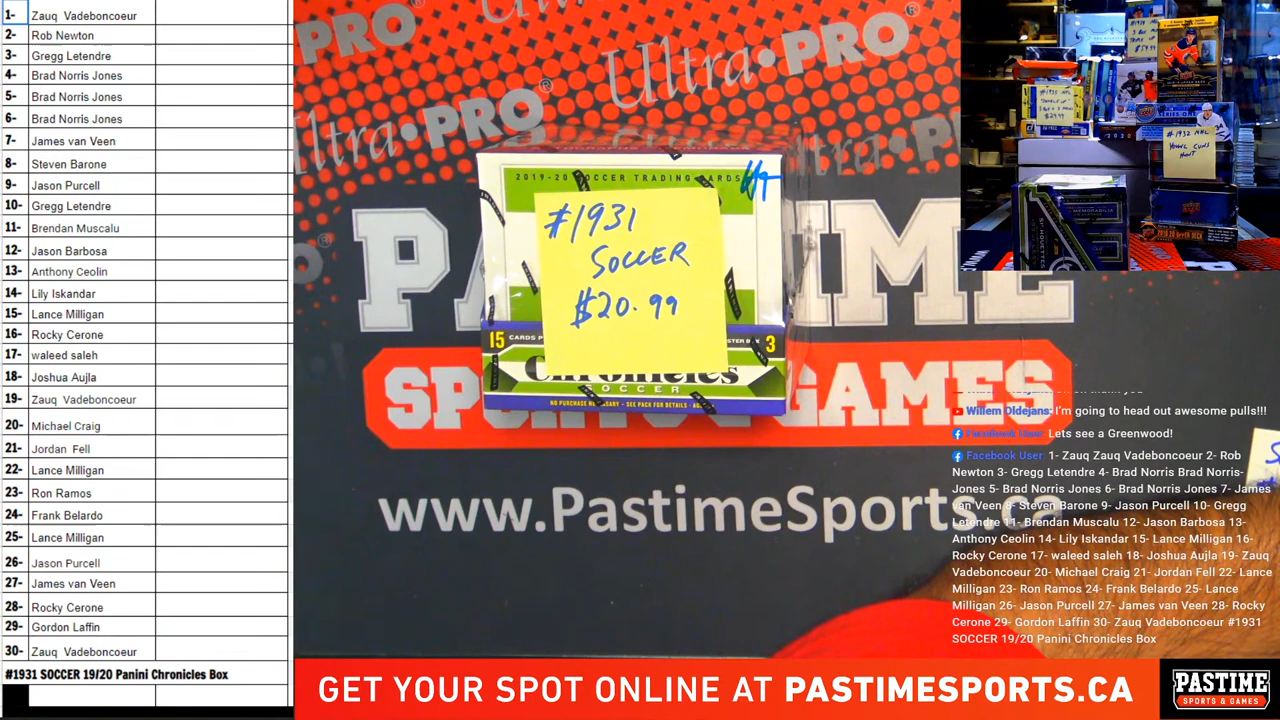 1- Zauq Vadeboncoeur
2- Rob Newton
3- Gregg Letendre
4- Brad Norris Jones
5- Brad Norris Jones
6- Brad Norris Jones
7- James van Veen
8- Steven Barone
9- Jason Purcell
10- Gregg Letendre
11- Brendan Muscalu
12- Jason Barbosa
13- Anthony Ceolin
14- Lily Iskandar
15- Lance Milligan
16- Rocky Cerone
17- waleed saleh
18- Joshua Aujla
19- Zauq Vadeboncoeur
20- Michael Craig
21- Jordan Fell
22- Lance Milligan
23- Ron Ramos
24- Frank Belardo
25- Lance Milligan
26- Jason Purcell
27- James van Veen
28- Rocky Cerone
29- Gordon Laffin
30- Zauq Vadeboncoeur
#1931 SOCCER 19/20 Panini Chronicles Box
PRO
Ultra•PRO
2019-20 SOCCER TRADING CARDS
#1931
SOCCER
$20.99
15 CARDS P
3
Chronicles
SOCCER
SPORTS GAMES
www.PastimeSports.ca
#1932 NHL
YOUNG GUNS
HUNT
SERIES ONE
MEMORABILIA
Willem Oldejans: I'm going to head out awesome pulls!!!
Facebook User: Lets see a Greenwood!
Facebook User: 1- Zauq Zauq Vadeboncoeur 2- Rob
Newton 3- Gregg Letendre 4- Brad Norris Brad Norris-
Jones 5- Brad Norris Jones 6- Brad Norris Jones 7- James
van Veen 8- Steven Barone 9- Jason Purcell 10- Gregg
Letendre 11- Brendan Muscalu 12- Jason Barbosa 13-
Anthony Ceolin 14- Lily Iskandar 15- Lance Milligan 16-
Rocky Cerone 17- waleed saleh 18- Joshua Aujla 19- Zauq
Vadeboncoeur 20- Michael Craig 21- Jordan Fell 22- Lance
Milligan 23- Ron Ramos 24- Frank Belardo 25- Lance
Milligan 26- Jason Purcell 27- James van Veen 28- Rocky
Cerone 29- Gordon Laffin 30- Zauq Vadeboncoeur #1931
SOCCER 19/20 Panini Chronicles Box
GET YOUR SPOT ONLINE AT PASTIMESPORTS.CA
PASTIME
SPORTS & GAMES